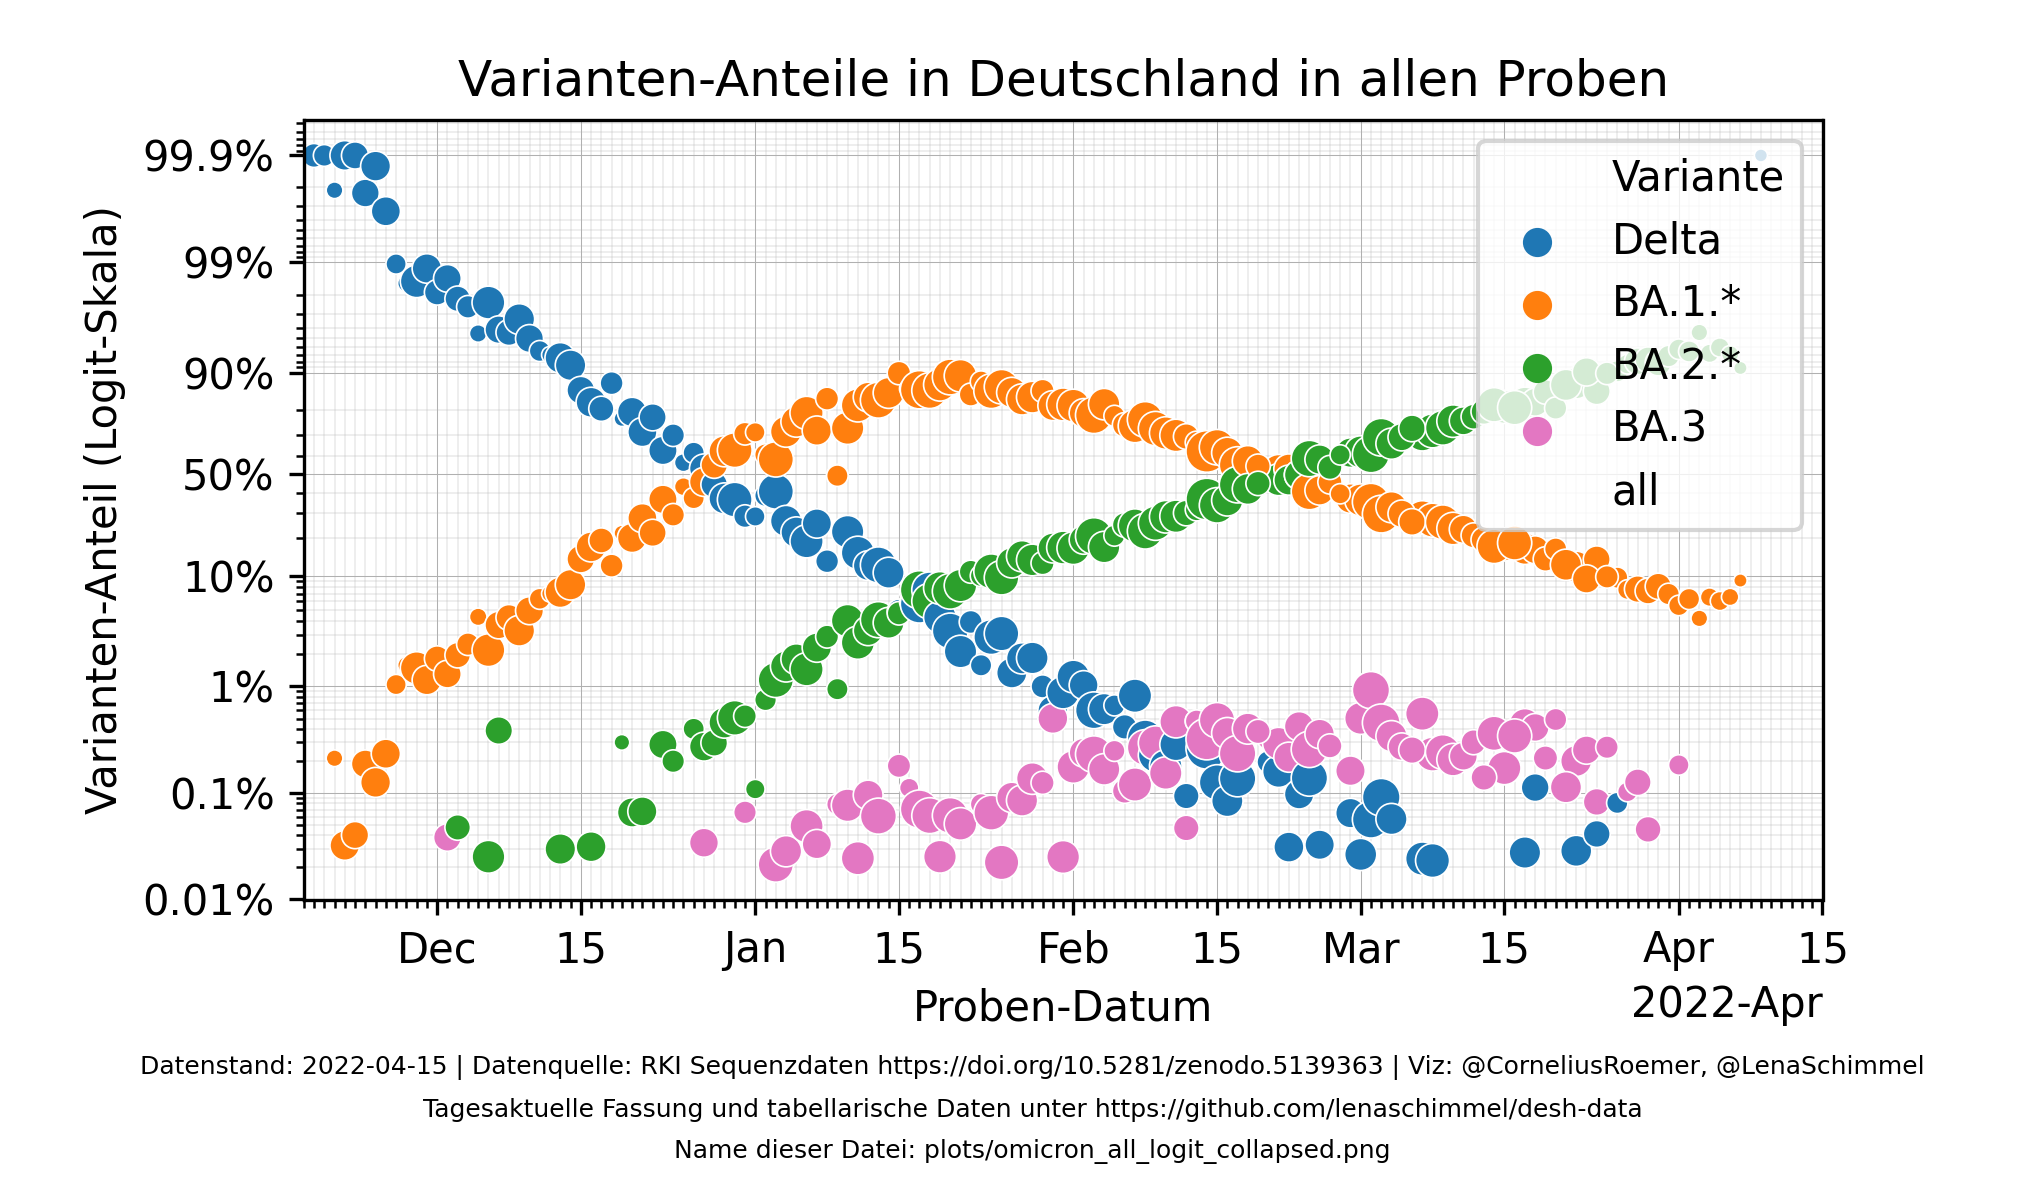 Varianten-Anteile in Deutschland in allen Proben
Varianten-Anteil (Logit-Skala)
99.9%
99%
90%
50%
10%
1%
0.1%
0.01%
Variante
Delta
BA.1.*
BA.2.*
BA.3
all
Dec 15 Jan 15 Feb 15 Mar 15 Apr 15
Proben-Datum
2022-Apr
Datenstand: 2022-04-15 | Datenquelle: RKI Sequenzdaten https://doi.org/10.5281/zenodo.5139363 | Viz: @CorneliusRoemer, @LenaSchimmel
Tagesaktuelle Fassung und tabellarische Daten unter https://github.com/lenaschimmel/desh-data
Name dieser Datei: plots/omicron_all_logit_collapsed.png